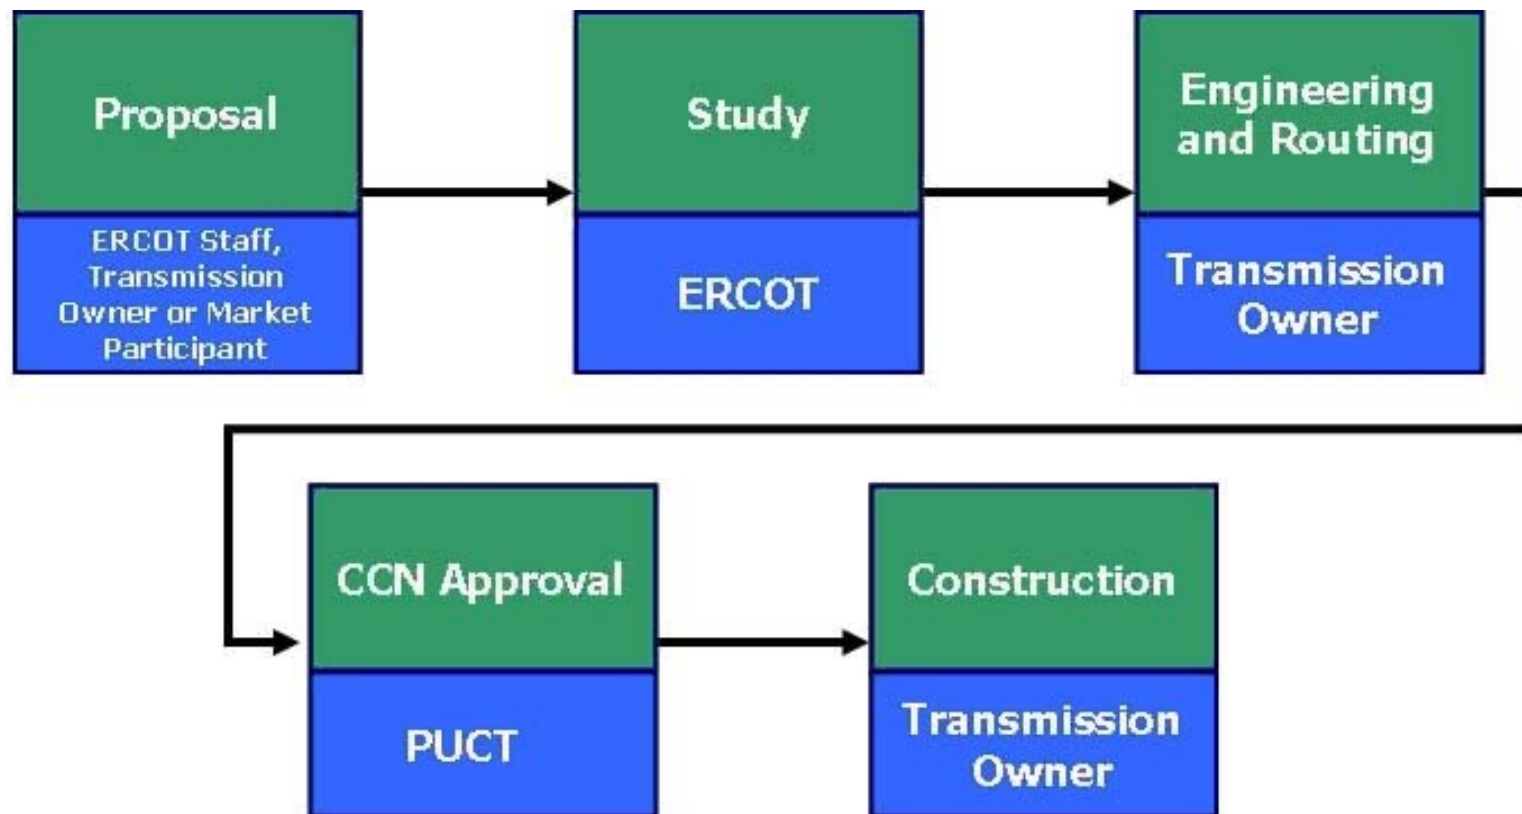 Proposal
ERCOT Staff,
Transmission
Owner or Market
Participant
Study
ERCOT
Engineering
and Routing
Transmission
Owner
CCN Approval
PUCT
Construction
Transmission
Owner